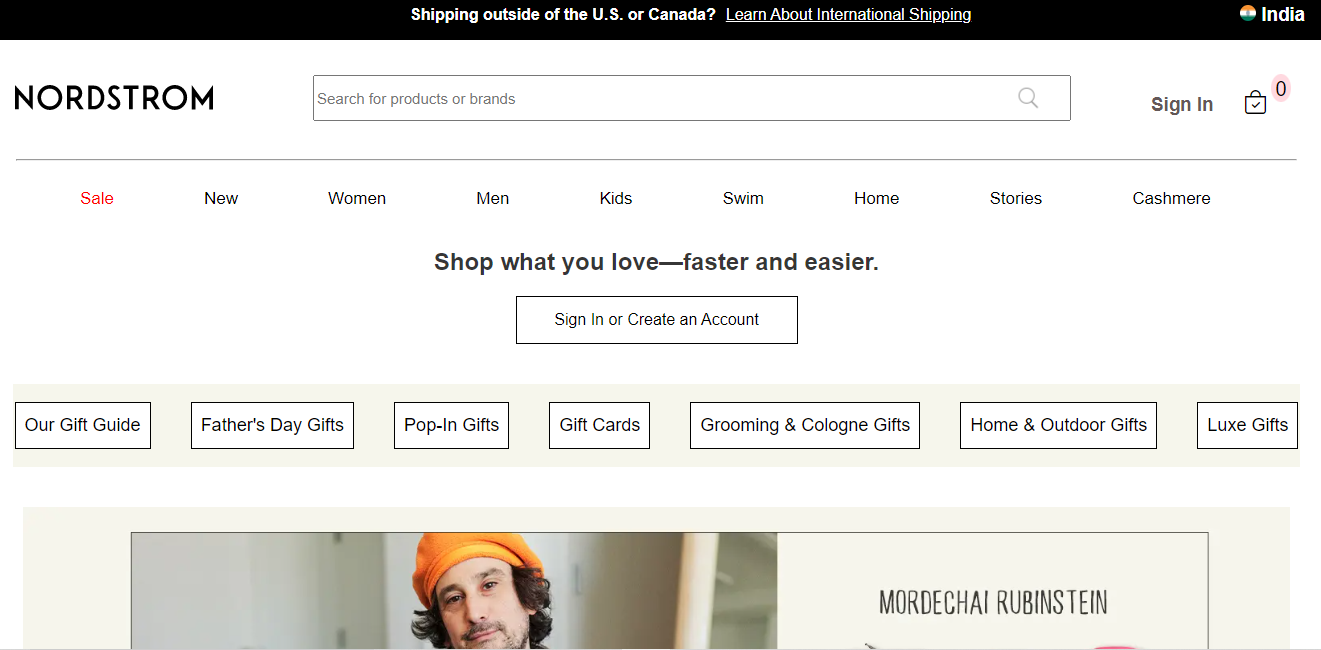 Shipping outside of the U.S. or Canada? Learn About International Shipping
India
NORDSTROM
Search for products or brands
Sign In
0
Sale New Women Men Kids Swim Home Stories Cashmere
Shop what you love—faster and easier.
Sign In or Create an Account
Our Gift Guide Father's Day Gifts Pop-In Gifts Gift Cards Grooming & Cologne Gifts Home & Outdoor Gifts Luxe Gifts
MORDECHAI RUBINSTEIN